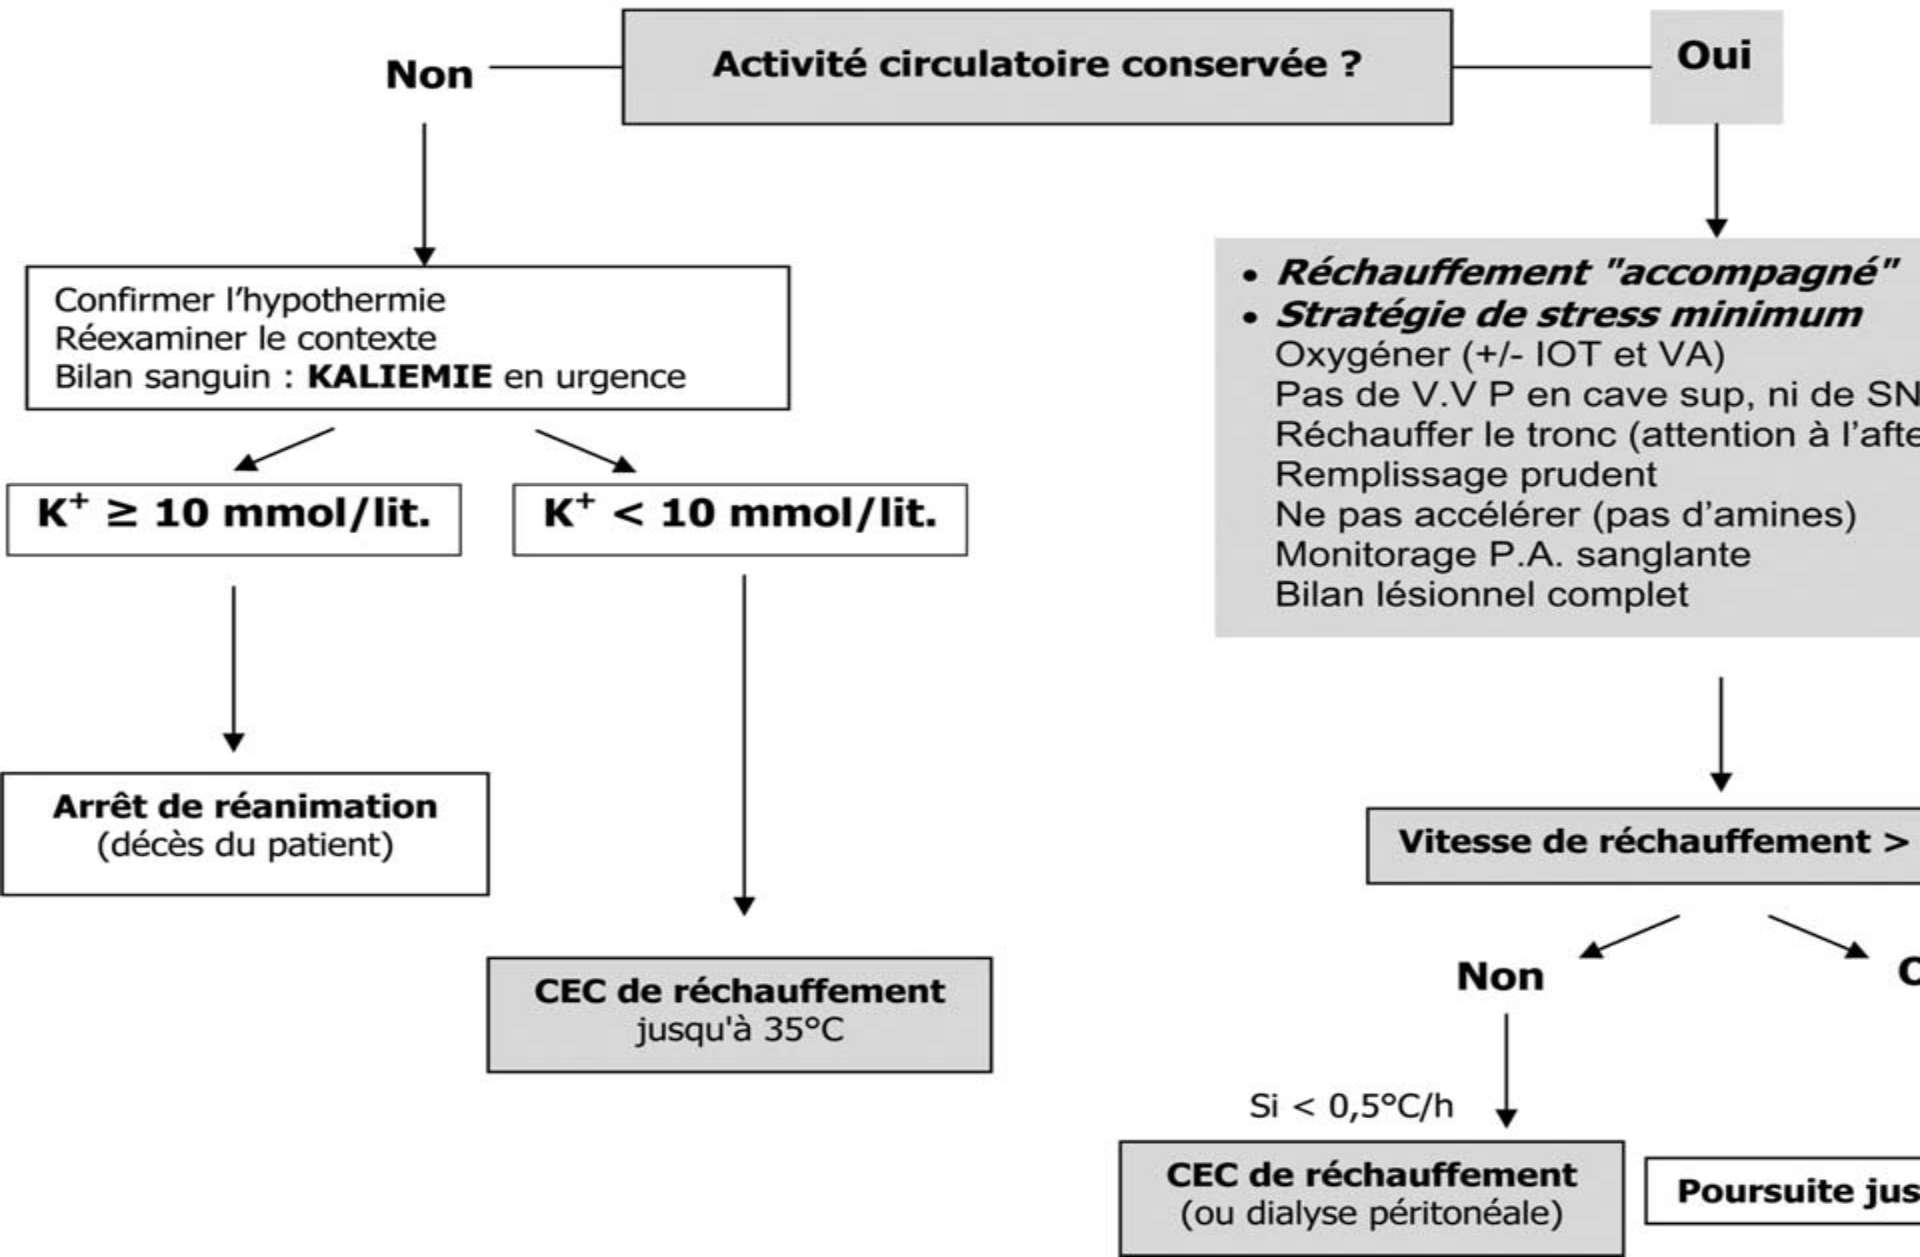 Activité circulatoire conservée ?
Non
Oui
Confirmer l'hypothermie
Réexaminer le contexte
Bilan sanguin : KALIEMIE en urgence
K⁺ ≥ 10 mmol/lit.
K⁺ < 10 mmol/lit.
Arrêt de réanimation
(décès du patient)
CEC de réchauffement
jusqu'à 35°C
• Réchauffement "accompagné"
• Stratégie de stress minimum
Oxygéner (+/- IOT et VA)
Pas de V.V P en cave sup, ni de SN
Réchauffer le tronc (attention à l'afte
Remplissage prudent
Ne pas accélérer (pas d'amines)
Monitorage P.A. sanglante
Bilan lésionnel complet
Vitesse de réchauffement >
Non
Si < 0,5°C/h
CEC de réchauffement
(ou dialyse péritonéale)
Poursuite jus